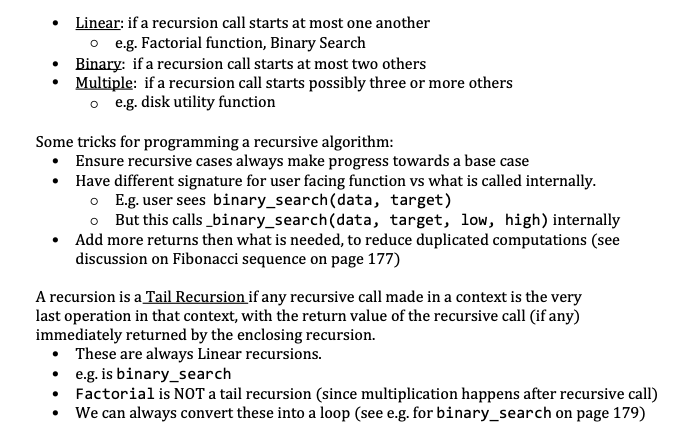 • Linear: if a recursion call starts at most one another
o e.g. Factorial function, Binary Search
• Binary: if a recursion call starts at most two others
• Multiple: if a recursion call starts possibly three or more others
o e.g. disk utility function
Some tricks for programming a recursive algorithm:
• Ensure recursive cases always make progress towards a base case
• Have different signature for user facing function vs what is called internally.
o E.g. user sees binary_search(data, target)
o But this calls _binary_search(data, target, low, high) internally
• Add more returns then what is needed, to reduce duplicated computations (see
discussion on Fibonacci sequence on page 177)
A recursion is a Tail Recursion if any recursive call made in a context is the very
last operation in that context, with the return value of the recursive call (if any)
immediately returned by the enclosing recursion.
• These are always Linear recursions.
• e.g. is binary_search
• Factorial is NOT a tail recursion (since multiplication happens after recursive call)
• We can always convert these into a loop (see e.g. for binary_search on page 179)